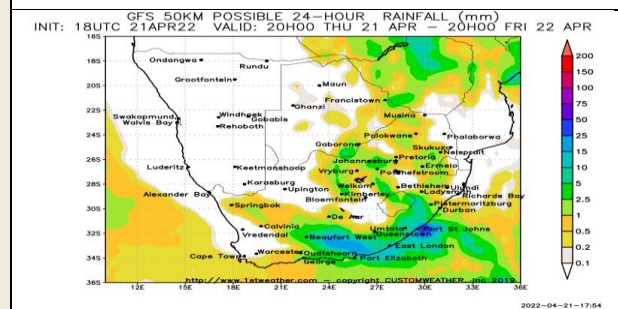 GFS 50KM POSSIBLE 24-HOUR RAINFALL (mm)
INIT: 18UTC 21APR22 VALID: 20H00 THU 21 APR - 20H00 FRI 22 APR
16S
18S
20S
22S
24S
26S
28S
30S
32S
34S
36S
Ondangwa
Rundu
Grootfontein
Maun
Francistown
Ghanzi
Windhoek
Gobabis
Swakopmund
Walvis Bay
Rehoboth
Musina
Polokwane
Phalaborwa
Gaborone
Skukuza
Nelspruit
Johannesburg
Pretoria
Luderitz
Keetmanshoop
Vryburg
Potchefstroom
Ermelo
Karasburg
Upington
Welkom
Bethlehem
Ulundi
Alexander Bay
Kimberley
Ladysmith
Richards Bay
Springbok
Bloemfontein
Pietermaritzburg
Durban
De Aar
Calvinia
Umtata
Port St Johns
Vredendal
Beaufort West
Queenstown
East London
Cape Town
Worcester
Oudtshoorn
George
Port Elizabeth
http://www.1stweather.com - copyright CUSTOMWEATHER, Inc 2019
12E 15E 18E 21E 24E 27E 30E 33E 36E
200
150
100
75
50
25
15
10
5
2.5
1
0.5
0.2
0.1
2022-04-21-17:54